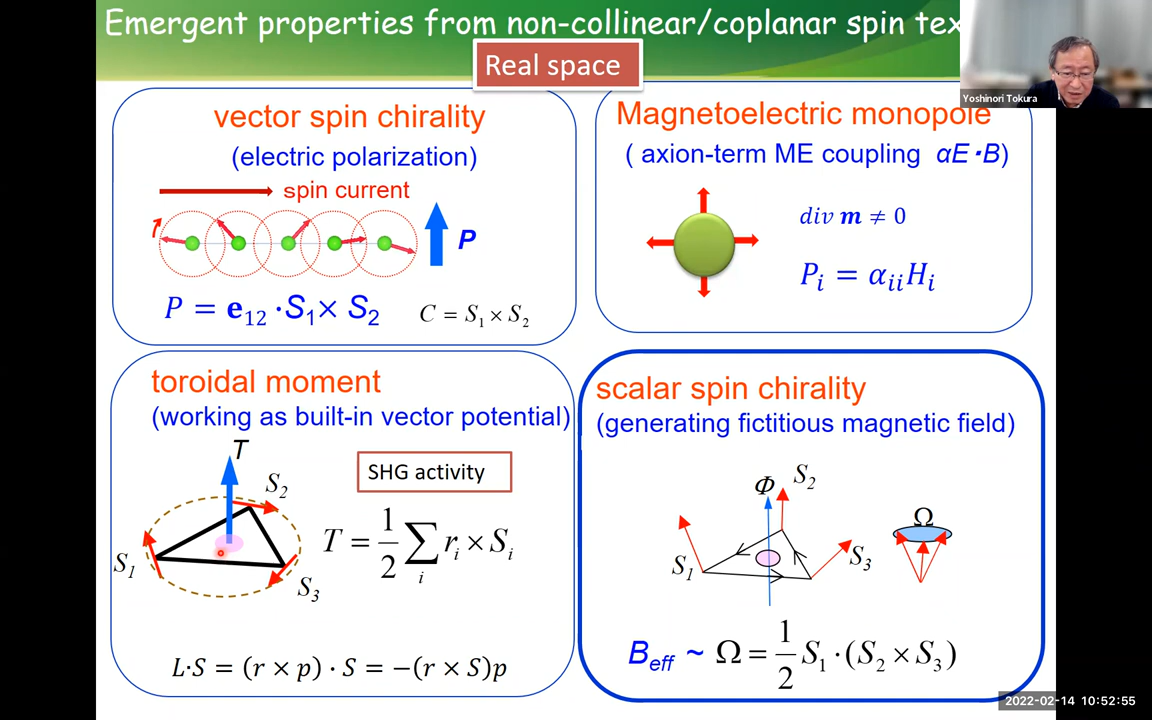 Emergent properties from non-collinear/coplanar spin tex
Real space
Yoshinori Tokura
vector spin chirality
(electric polarization)
spin current
P
P = e₁₂ ·S₁× S₂
C = S₁ × S₂
Magnetoelectric monopole
( axion-term ME coupling αE・B)
div m ≠ 0
Pᵢ = αᵢᵢHᵢ
toroidal moment
(working as built-in vector potential)
T
SHG activity
S₂
S₁
S₃
T = 1/2 ∑ᵢ rᵢ × Sᵢ
L·S = (r × p) · S = −(r × S)p
scalar spin chirality
(generating fictitious magnetic field)
Φ
S₂
S₁
S₃
Ω
B_eff ~ Ω = 1/2 S₁ · (S₂ × S₃)
2022-02-14 10:52:55